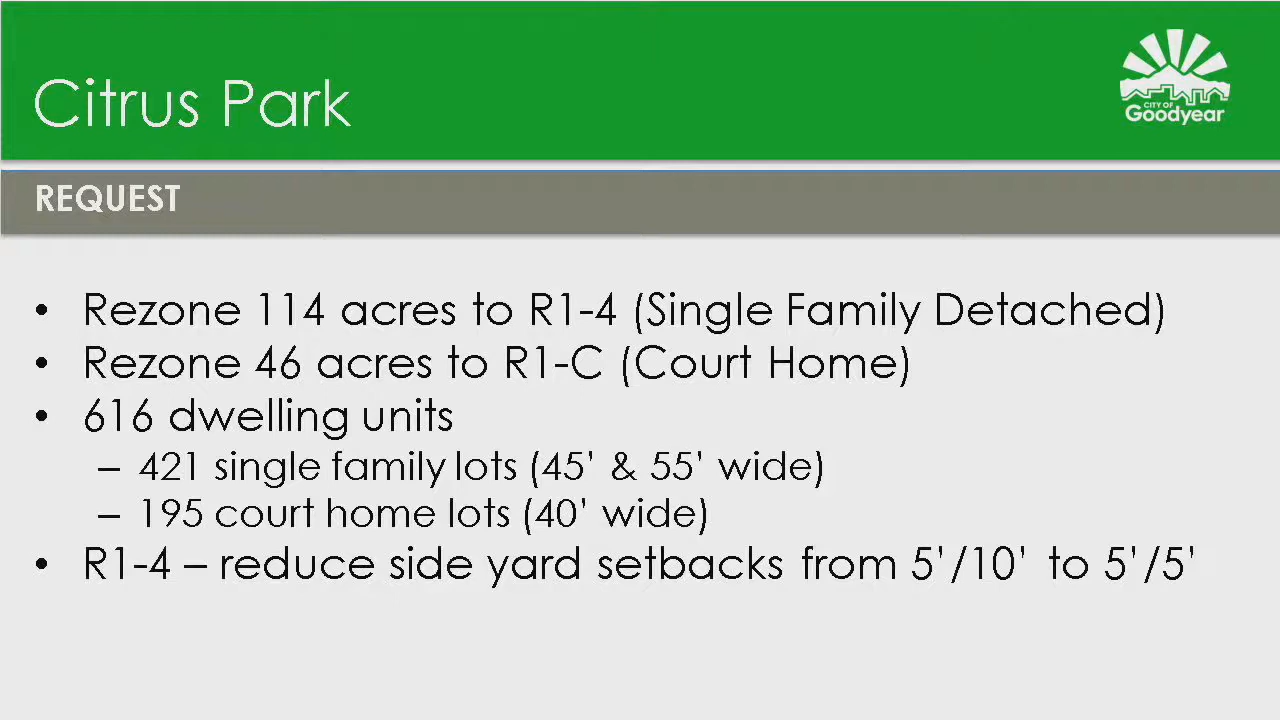 Citrus Park
CITY OF
Goodyear
REQUEST
• Rezone 114 acres to R1-4 (Single Family Detached)
• Rezone 46 acres to R1-C (Court Home)
• 616 dwelling units
– 421 single family lots (45’ & 55’ wide)
– 195 court home lots (40’ wide)
• R1-4 – reduce side yard setbacks from 5’/10’ to 5’/5’